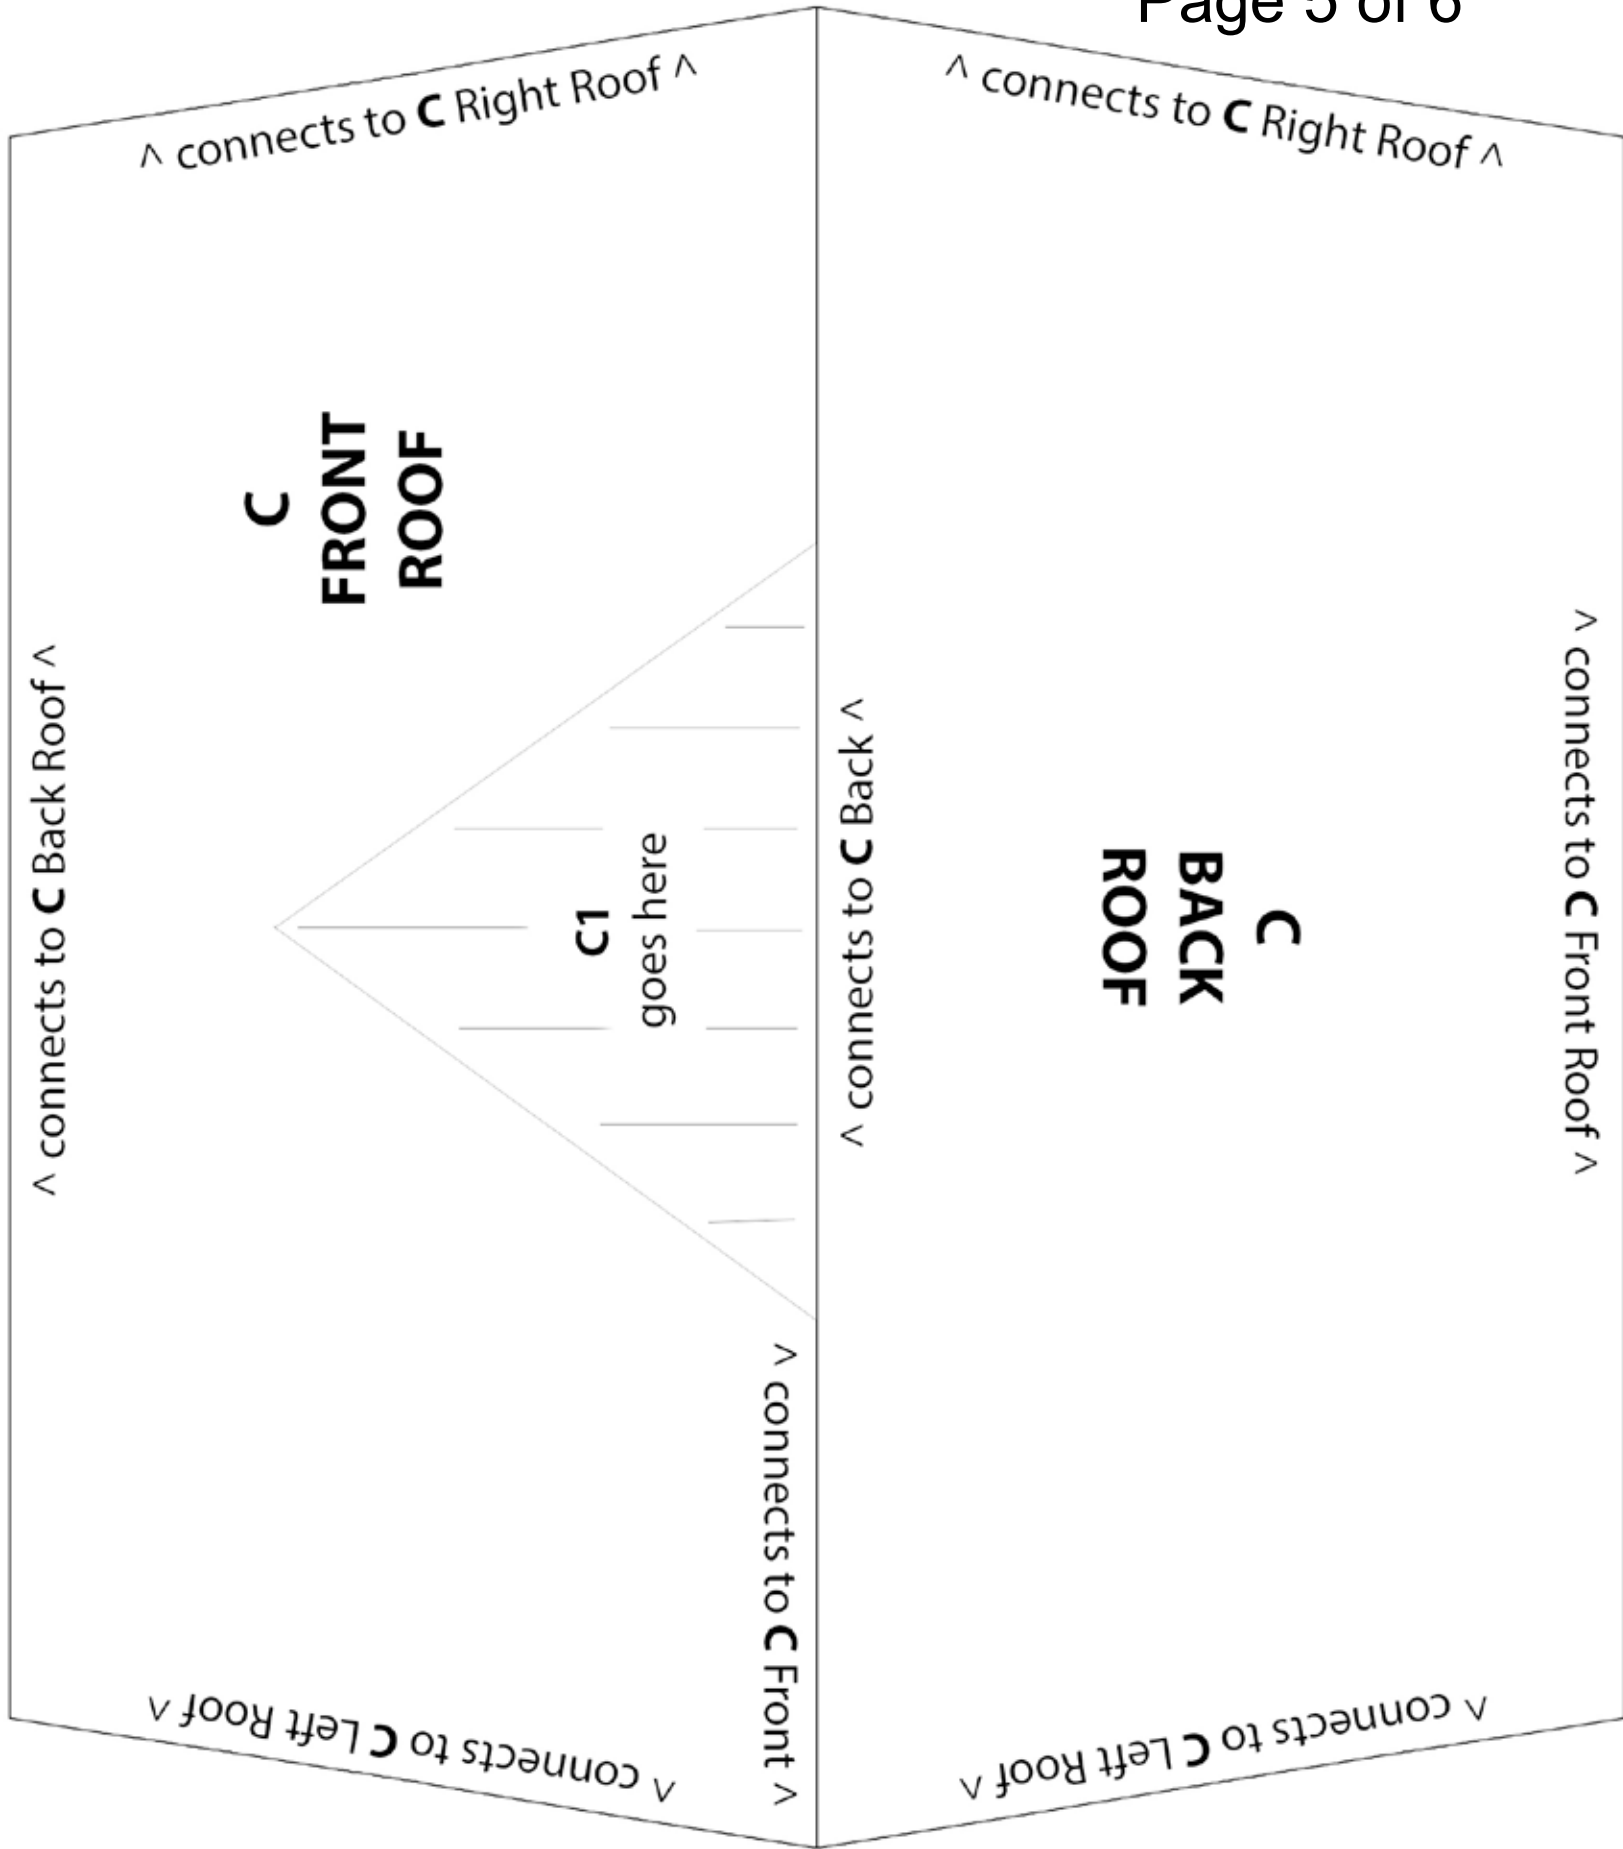 Page 5 of 6
^ connects to C Right Roof ^
^ connects to C Right Roof ^
C
FRONT
ROOF
^ connects to C Back Roof ^
C1
goes here
^ connects to C Back ^
C
BACK
ROOF
^ connects to C Front Roof ^
^ connects to C Front ^
^ connects to C Left Roof ^
^ connects to C Left Roof ^